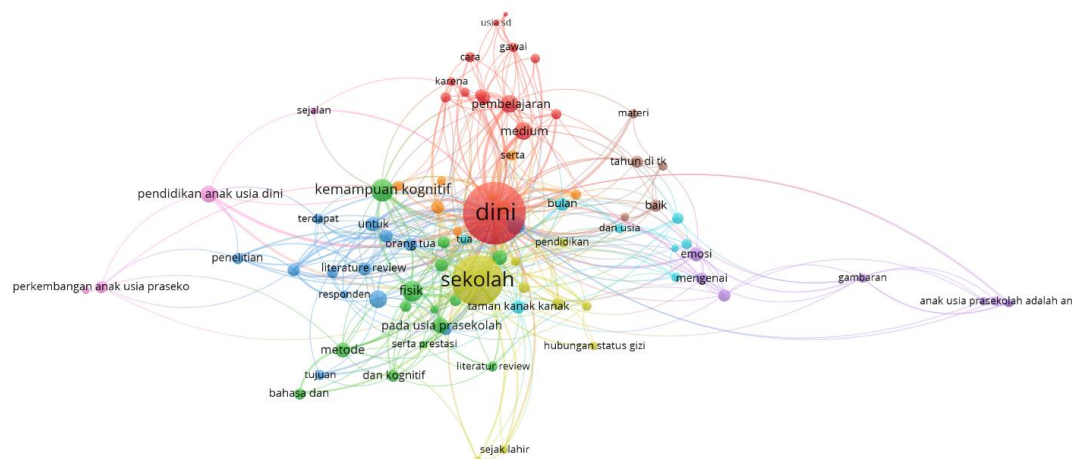 usia sd
gawai
cara
karena
pembelajaran
sejalan
materi
medium
serta
tahun di tk
pendidikan anak usia dini
kemampuan kognitif
dini
bulan
baik
terdapat
untuk
dan usia
orang tua
tua
pendidikan
penelitian
emosi
literature review
sekolah
mengenai
gambaran
perkembangan anak usia praseko
fisik
responden
anak usia prasekolah adalah an
taman kanak kanak
pada usia prasekolah
serta prestasi
hubungan status gizi
metode
literatur review
tujuan
dan kognitif
bahasa dan
sejak lahir